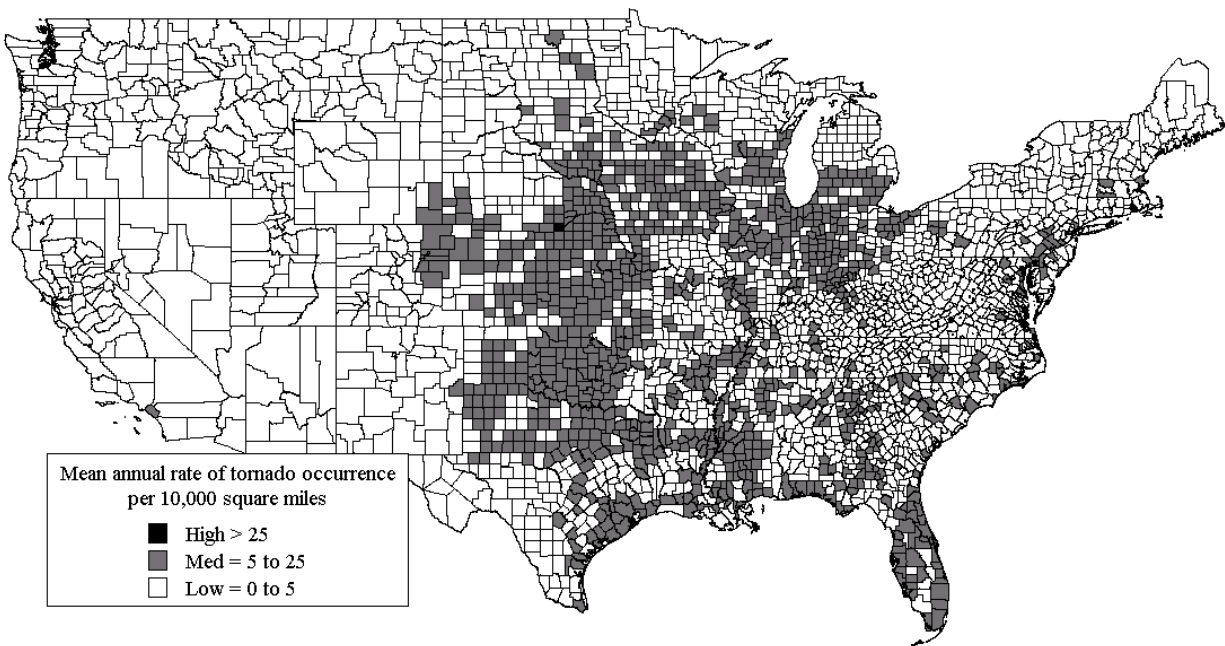 Mean annual rate of tornado occurrence
per 10,000 square miles
High > 25
Med = 5 to 25
Low = 0 to 5